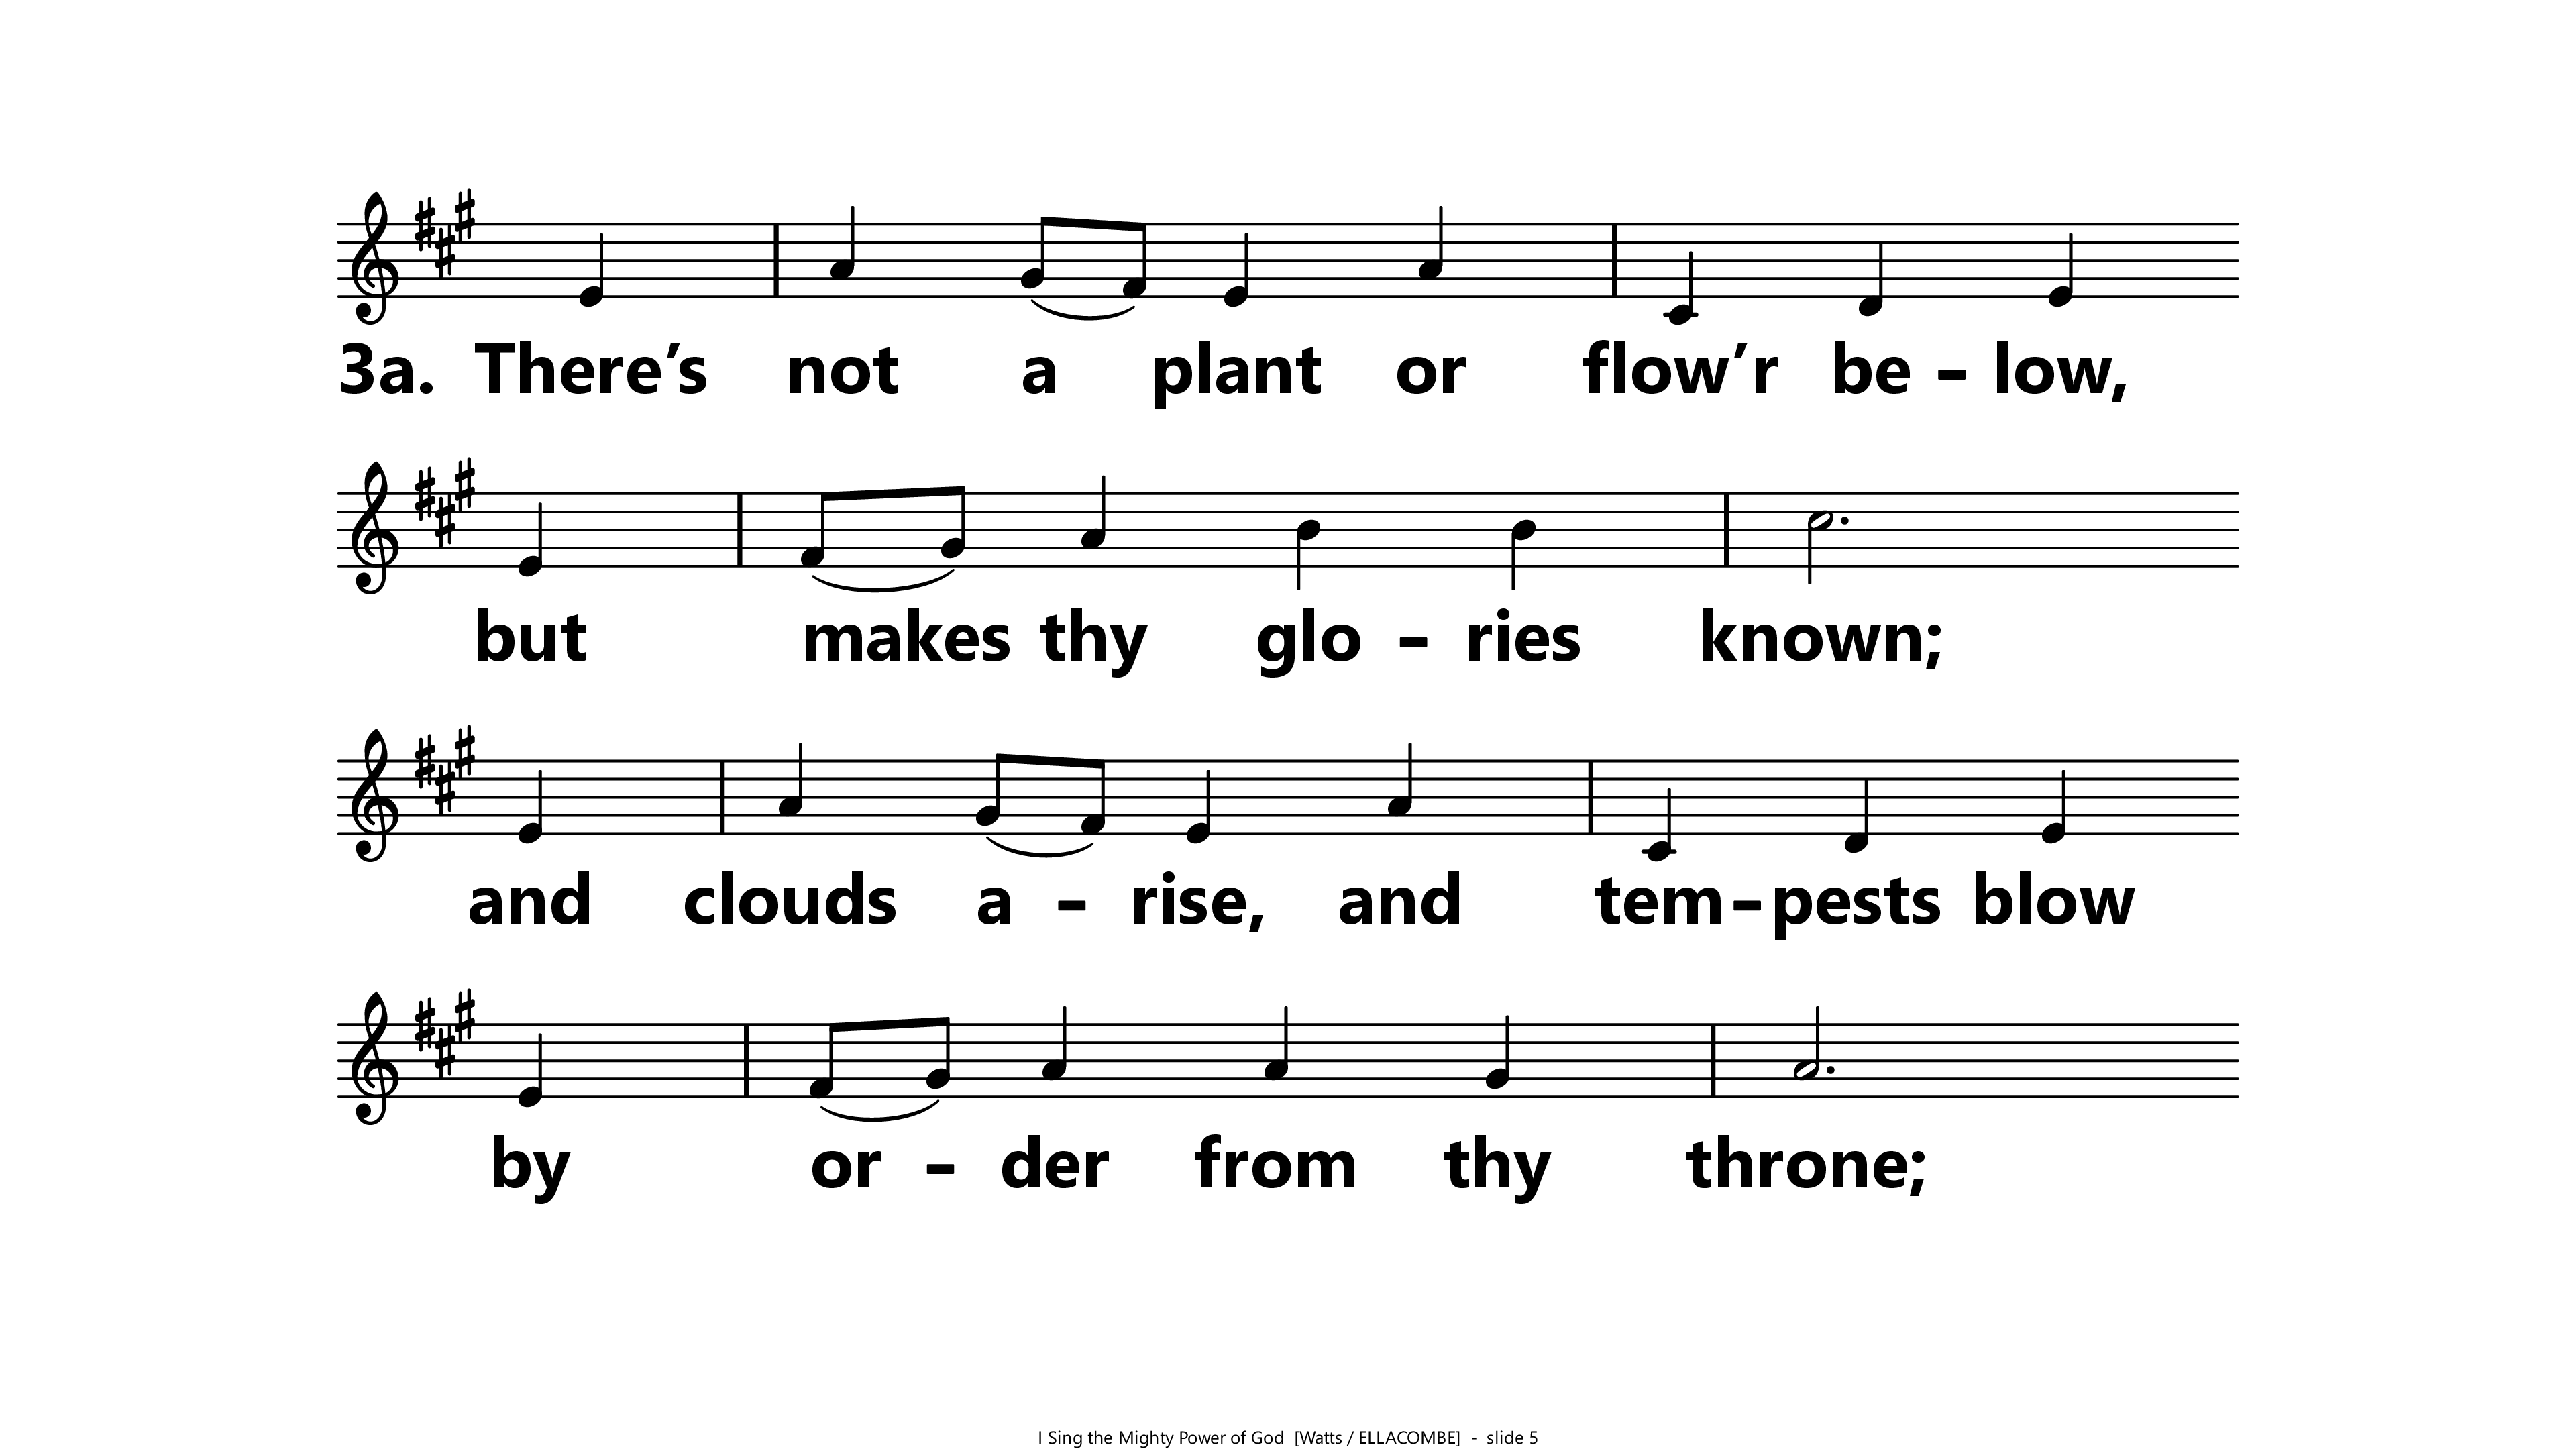 3a. There’s not a plant or flow’r be – low,
but makes thy glo – ries known;
and clouds a – rise, and tem – pests blow
by or – der from thy throne;
I Sing the Mighty Power of God [Watts / ELLACOMBE] - slide 5